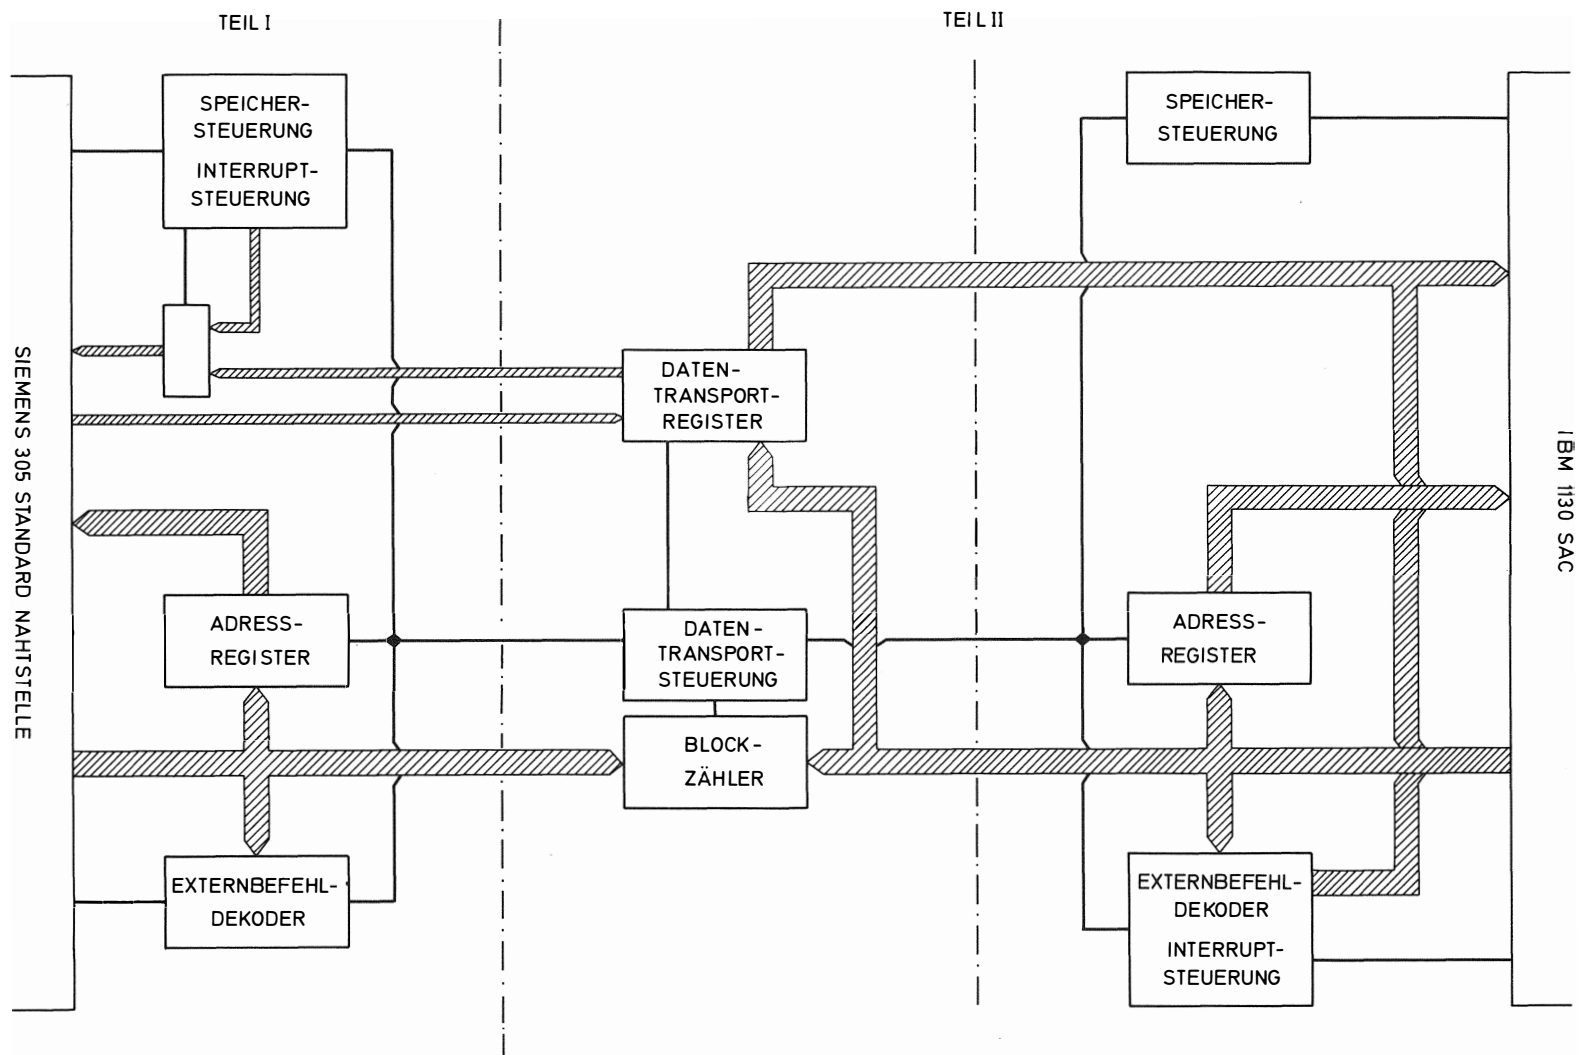 TEIL I
TEIL II
SPEICHER-
STEUERUNG
INTERRUPT-
STEUERUNG
SPEICHER-
STEUERUNG
SIEMENS 305 STANDARD NAHTSTELLE
DATEN-
TRANSPORT-
REGISTER
IBM 1130 SAC
ADRESS-
REGISTER
DATEN-
TRANSPORT-
STEUERUNG
ADRESS-
REGISTER
BLOCK-
ZÄHLER
EXTERNBEFEHL-
DEKODER
EXTERNBEFEHL-
DEKODER
INTERRUPT-
STEUERUNG